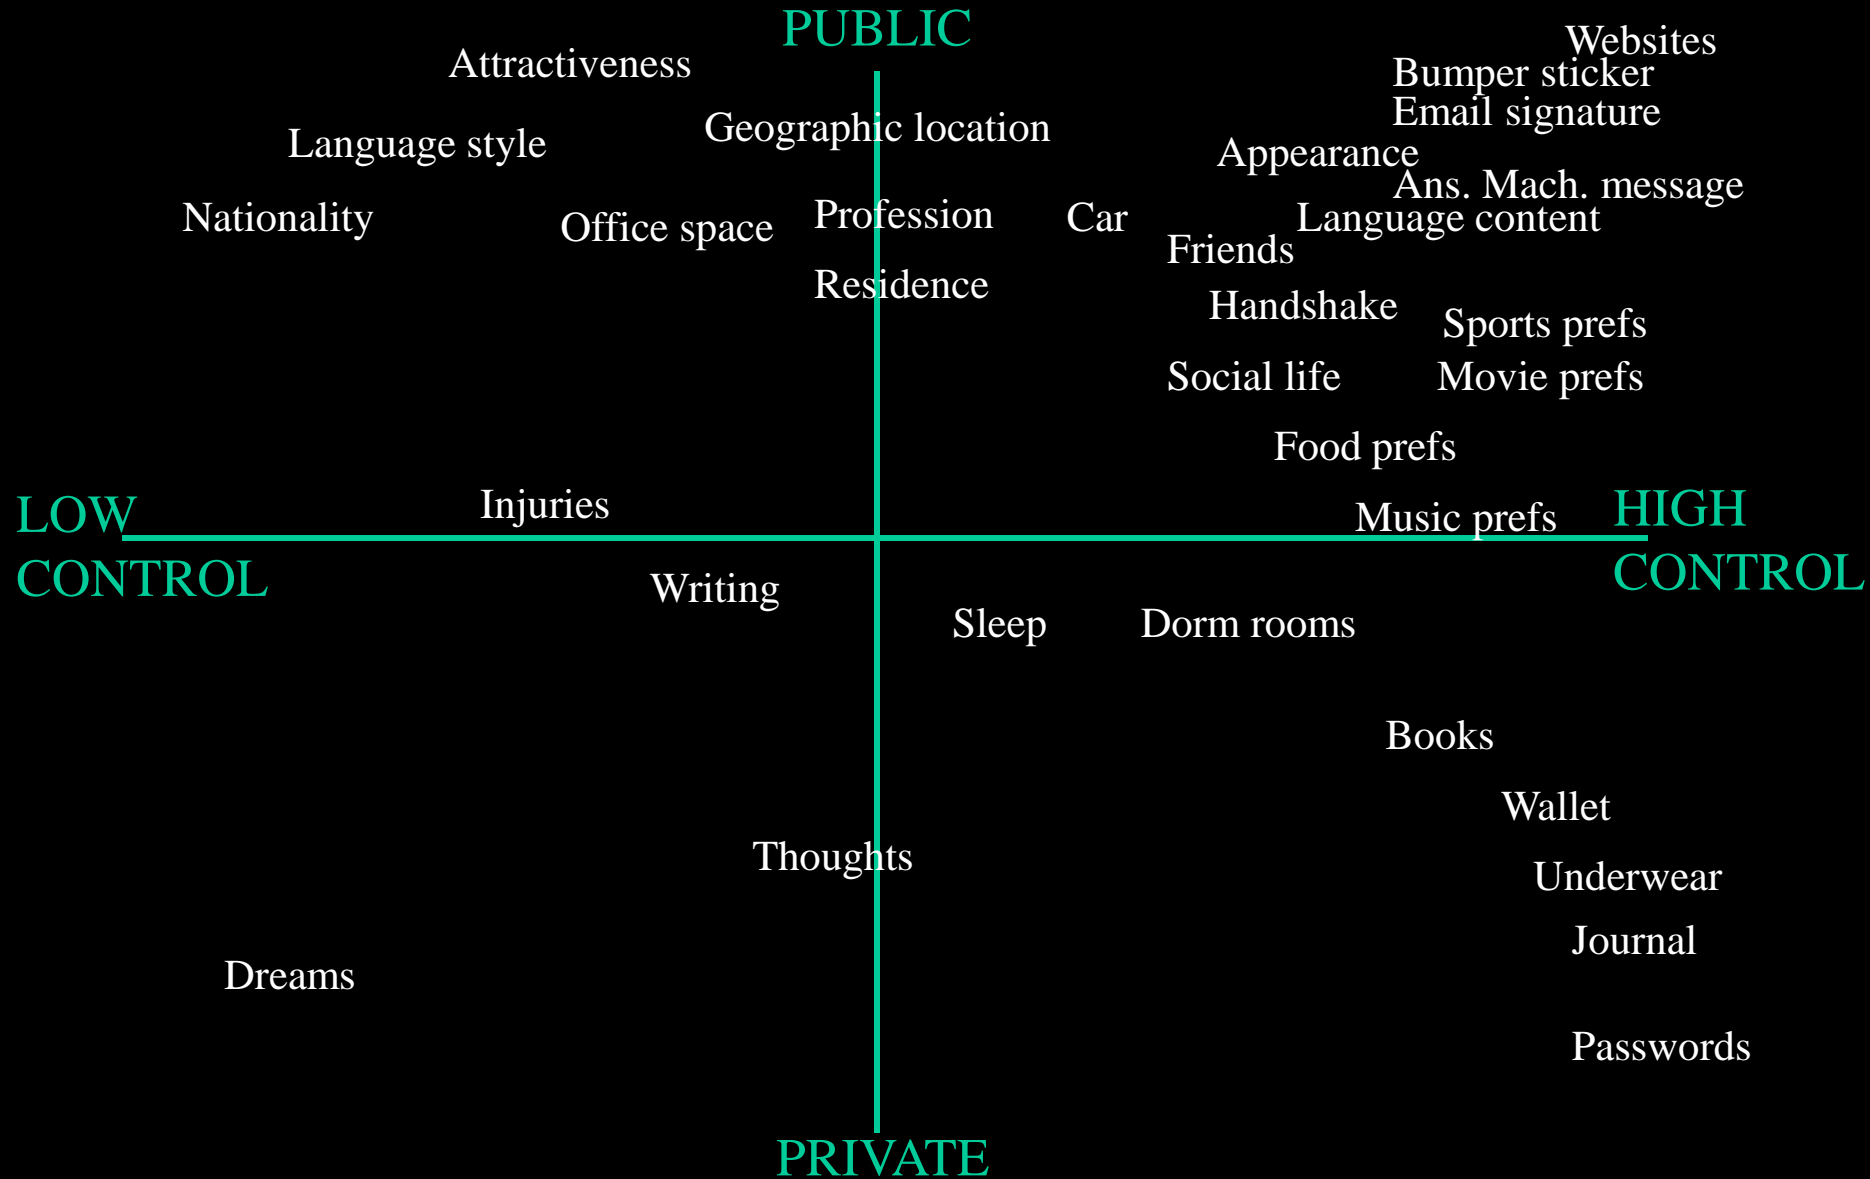 PUBLIC
Websites
Attractiveness
Bumper sticker
Email signature
Geographic location
Language style
Appearance
Ans. Mach. message
Nationality
Office space
Profession
Car
Language content
Friends
Residence
Handshake
Sports prefs
Social life
Movie prefs
Food prefs
Injuries
Music prefs
LOW
CONTROL
HIGH
CONTROL
Writing
Sleep
Dorm rooms
Books
Wallet
Thoughts
Underwear
Journal
Dreams
Passwords
PRIVATE